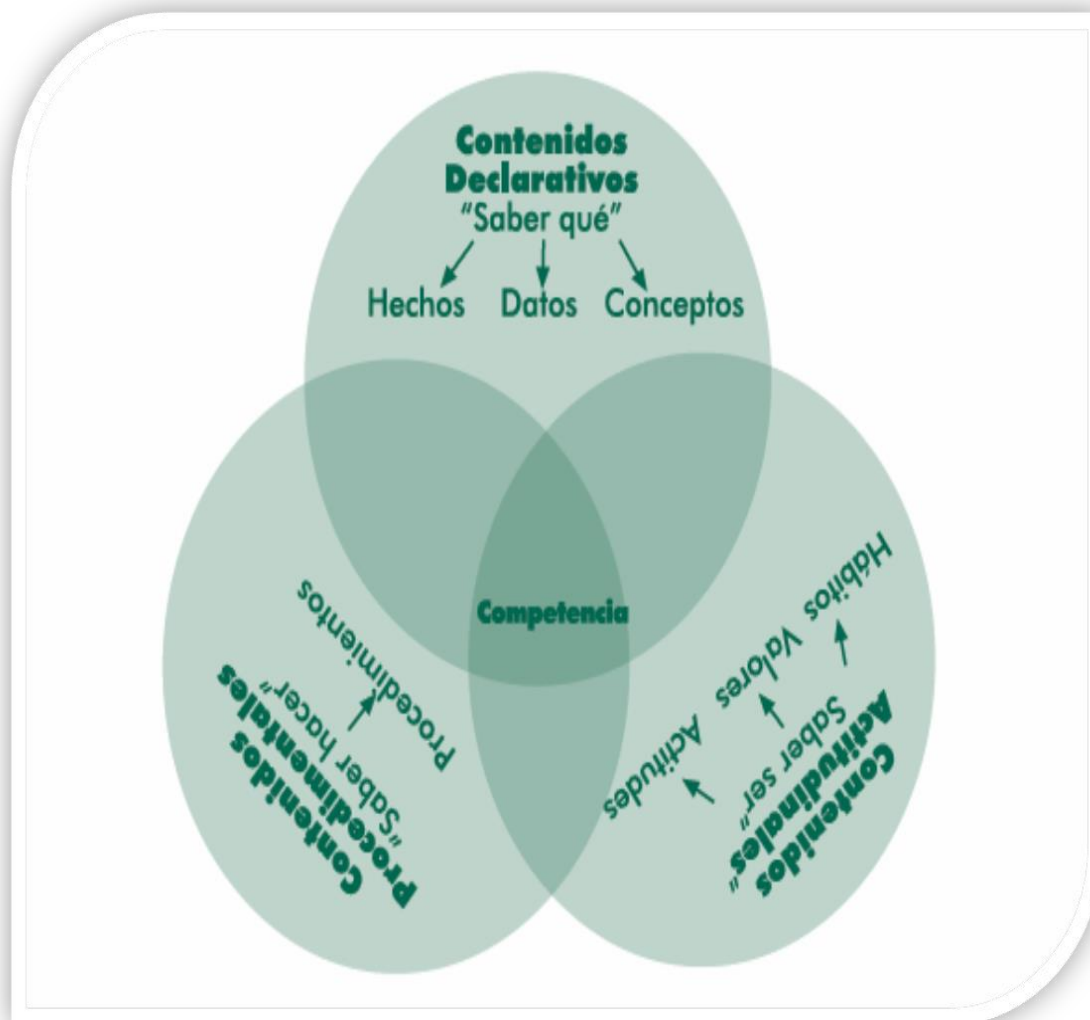 Contenidos
Declarativos
“Saber qué”
Hechos Datos Conceptos
Competencia
Contenidos
Procedimentales
“Saber hacer”
Procedimientos
Contenidos
Actitudinales”
Saber ser”
Actitudes Valores Hábitos